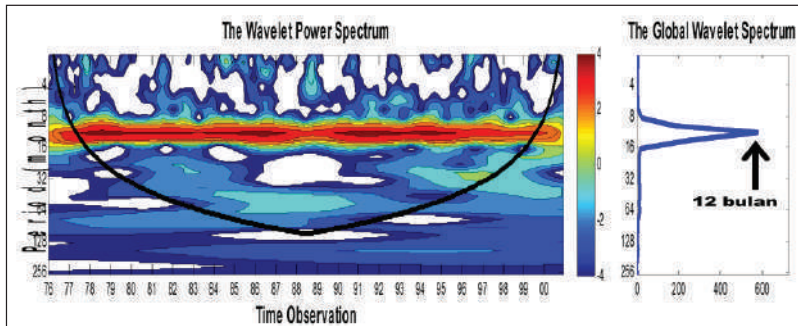 The Wavelet Power Spectrum
Period (month)
4
16
32
128
256
76 77 78 79 80 81 82 83 84 85 86 87 88 89 90 91 92 93 94 95 96 97 98 99 00
Time Observation
4
2
0
-2
-4
The Global Wavelet Spectrum
4
8
16
32
64
128
256
0 200 400 600 800
12 bulan